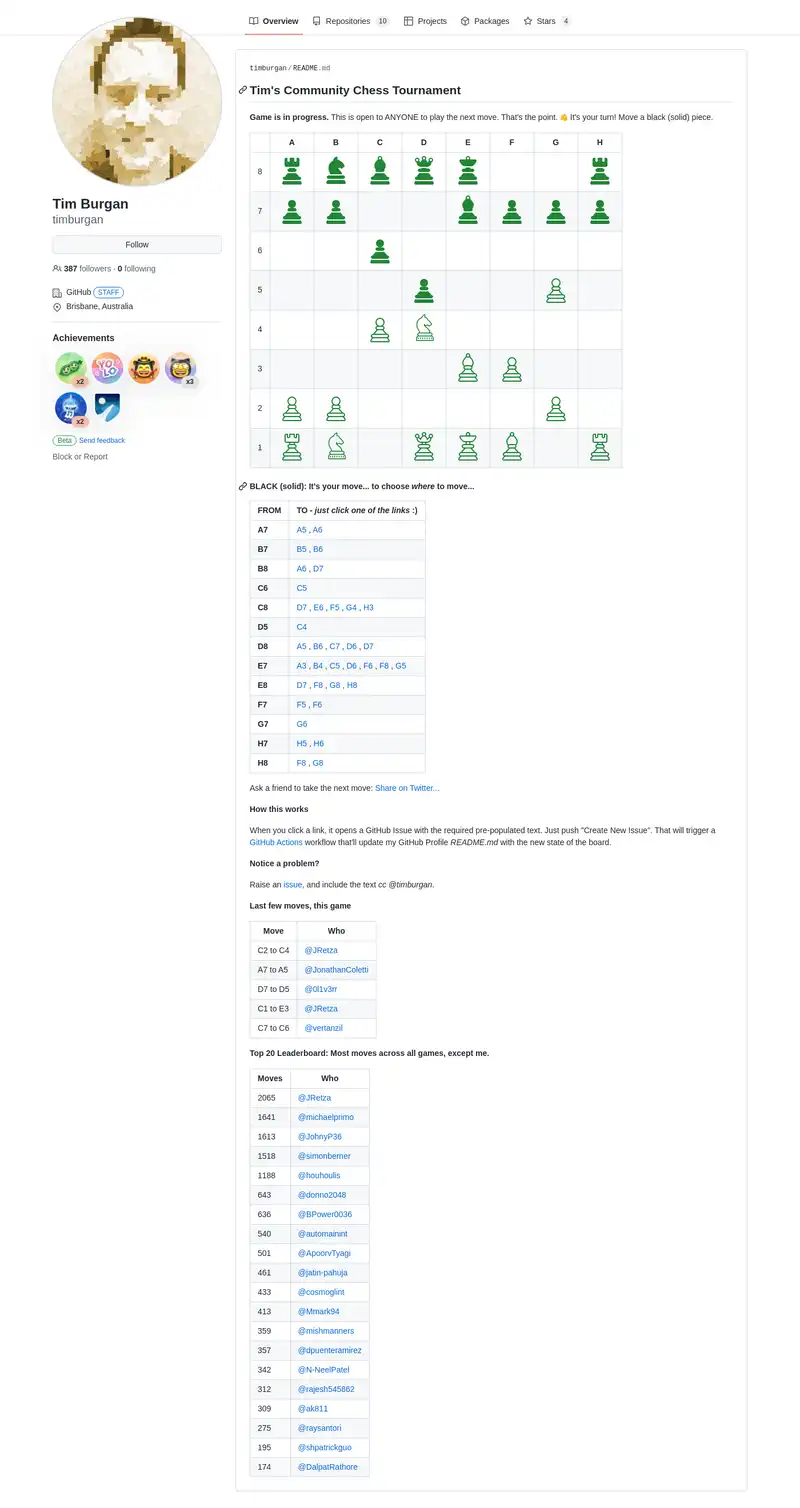 Overview
Repositories 10
Projects
Packages
Stars 4
timburgan/README.md
Tim's Community Chess Tournament
Game is in progress. This is open to ANYONE to play the next move. That's the point. 👋 It's your turn! Move a black (solid) piece.
A B C D E F G H
8
7
6
5
4
3
2
1
Tim Burgan
timburgan
Follow
387 followers · 0 following
GitHub STAFF
Brisbane, Australia
Achievements
YOLO
x2
x3
x2
Beta Send feedback
Block or Report
BLACK (solid): It's your move... to choose where to move...
FROM TO - just click one of the links :)
A7 A5 , A6
B7 B5 , B6
B8 A6 , D7
C6 C5
C8 D7 , E6 , F5 , G4 , H3
D5 C4
D8 A5 , B6 , C7 , D6 , D7
E7 A3 , B4 , C5 , D6 , F6 , F8 , G5
E8 D7 , F8 , G8 , H8
F7 F5 , F6
G7 G6
H7 H5 , H6
H8 F8 , G8
Ask a friend to take the next move: Share on Twitter...
How this works
When you click a link, it opens a GitHub Issue with the required pre-populated text. Just push "Create New Issue". That will trigger a
GitHub Actions workflow that'll update my GitHub Profile README.md with the new state of the board.
Notice a problem?
Raise an issue, and include the text cc @timburgan.
Last few moves, this game
Move Who
C2 to C4 @JRetza
A7 to A5 @JonathanColetti
D7 to D5 @0l1v3rr
C1 to E3 @JRetza
C7 to C6 @vertanzil
Top 20 Leaderboard: Most moves across all games, except me.
Moves Who
2065 @JRetza
1641 @michaelprimo
1613 @JohnyP36
1518 @simonberner
1188 @houhoulis
643 @donno2048
636 @BPower0036
540 @automainint
501 @ApoorvTyagi
461 @jatin-pahuja
433 @cosmoglint
413 @Mmark94
359 @mishmanners
357 @dpuenteramirez
342 @N-NeelPatel
312 @rajesh545862
309 @ak811
275 @raysantori
195 @shpatrickguo
174 @DalpatRathore